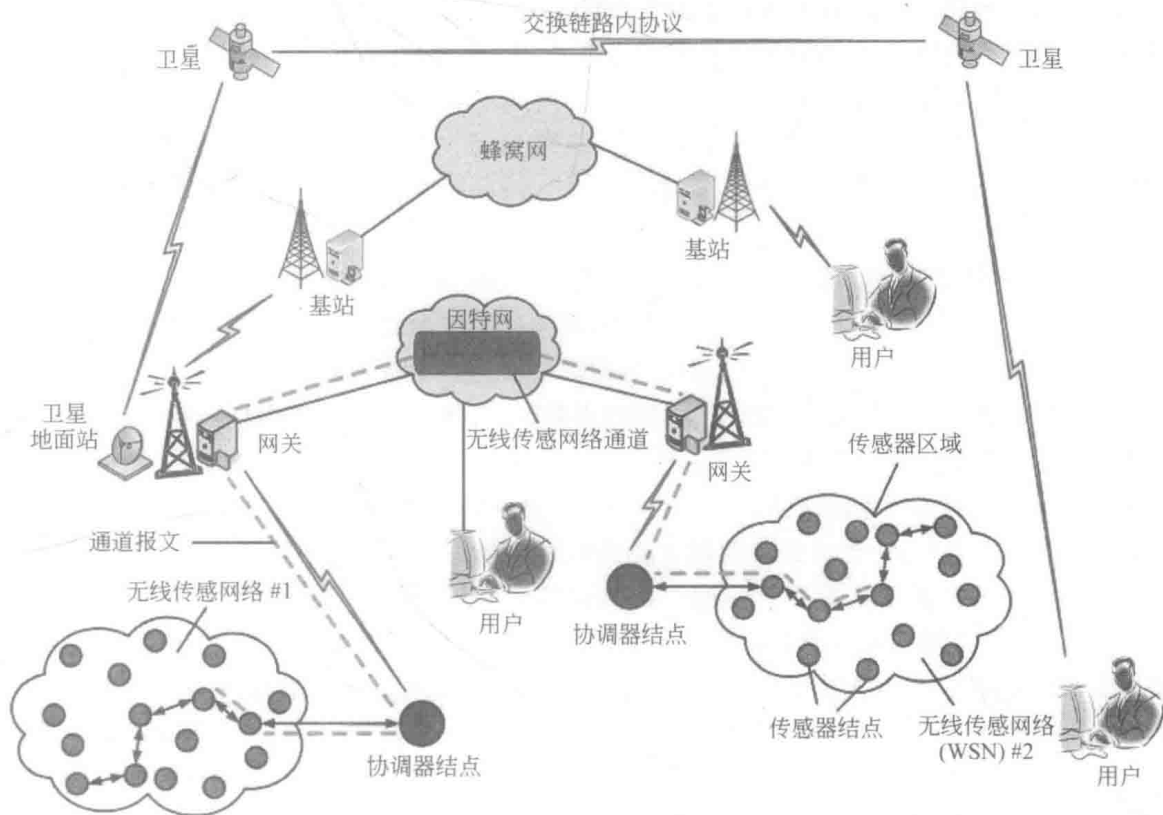 交换链路内协议
卫星
卫星
蜂窝网
基站
基站
因特网
用户
卫星
地面站
网关
无线传感网络通道
网关
传感器区域
通道报文
无线传感网络 #1
用户
协调器结点
传感器结点
无线传感网络
(WSN) #2
协调器结点
用户